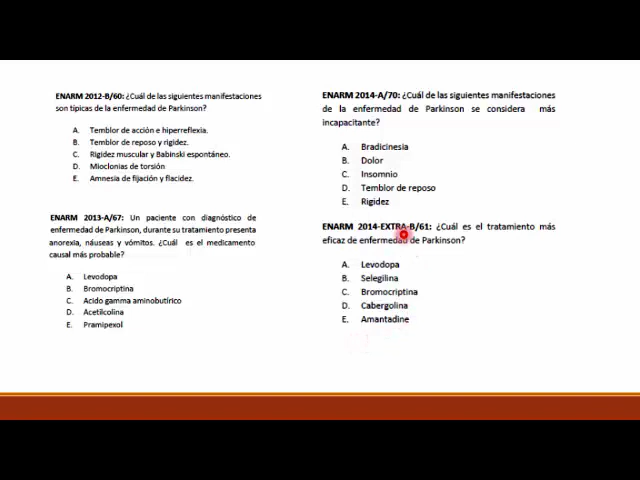 ENARM 2012-B/60: ¿Cuál de las siguientes manifestaciones
son típicas de la enfermedad de Parkinson?
A. Temblor de acción e hiperreflexia.
B. Temblor de reposo y rigidez.
C. Rigidez muscular y Babinski espontáneo.
D. Mioclonias de torsión
E. Amnesia de fijación y flacidez.
ENARM 2013-A/67: Un paciente con diagnóstico de
enfermedad de Parkinson, durante su tratamiento presenta
anorexia, náuseas y vómitos. ¿Cuál es el medicamento
causal más probable?
A. Levodopa
B. Bromocriptina
C. Acido gamma aminobutírico
D. Acetilcolina
E. Pramipexol
ENARM 2014-A/70: ¿Cuál de las siguientes manifestaciones
de la enfermedad de Parkinson se considera más
incapacitante?
A. Bradicinesia
B. Dolor
C. Insomnio
D. Temblor de reposo
E. Rigidez
ENARM 2014-EXTRA-B/61: ¿Cuál es el tratamiento más
eficaz de enfermedad de Parkinson?
A. Levodopa
B. Selegilina
C. Bromocriptina
D. Cabergolina
E. Amantadine